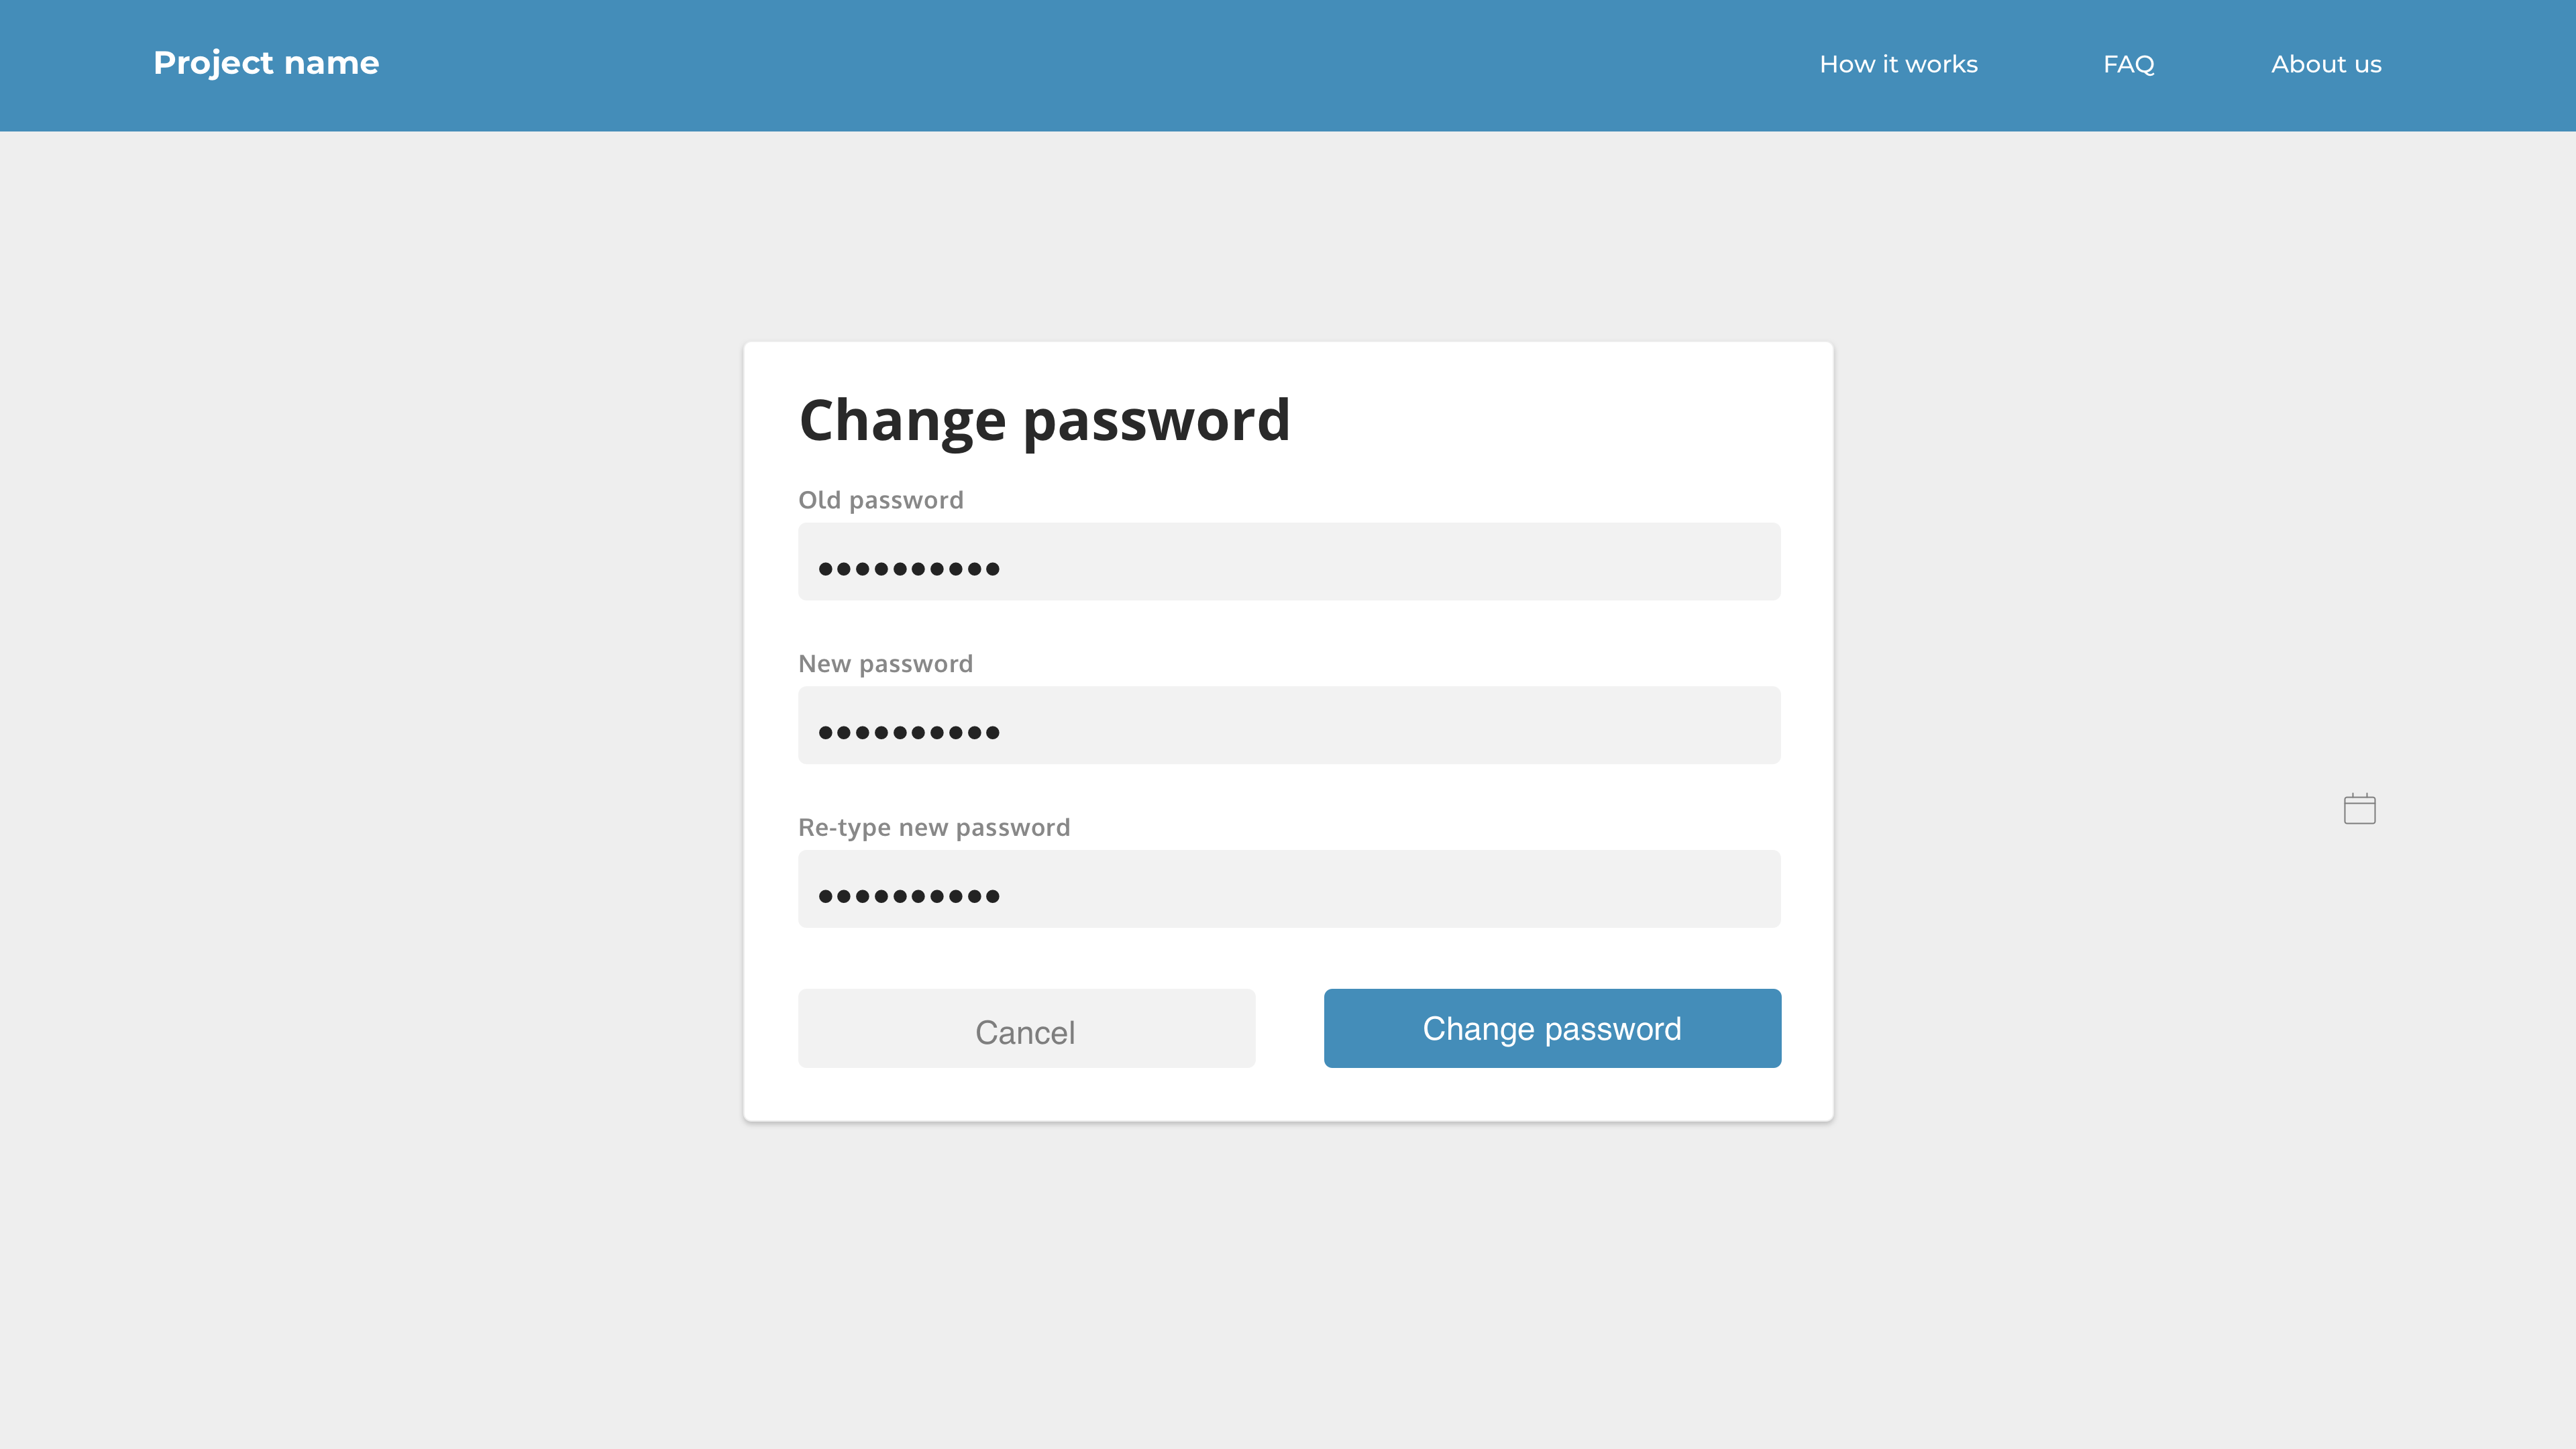 Project name
How it works
FAQ
About us
Change password
Old password
••••••••••
New password
••••••••••
Re-type new password
••••••••••
Cancel
Change password